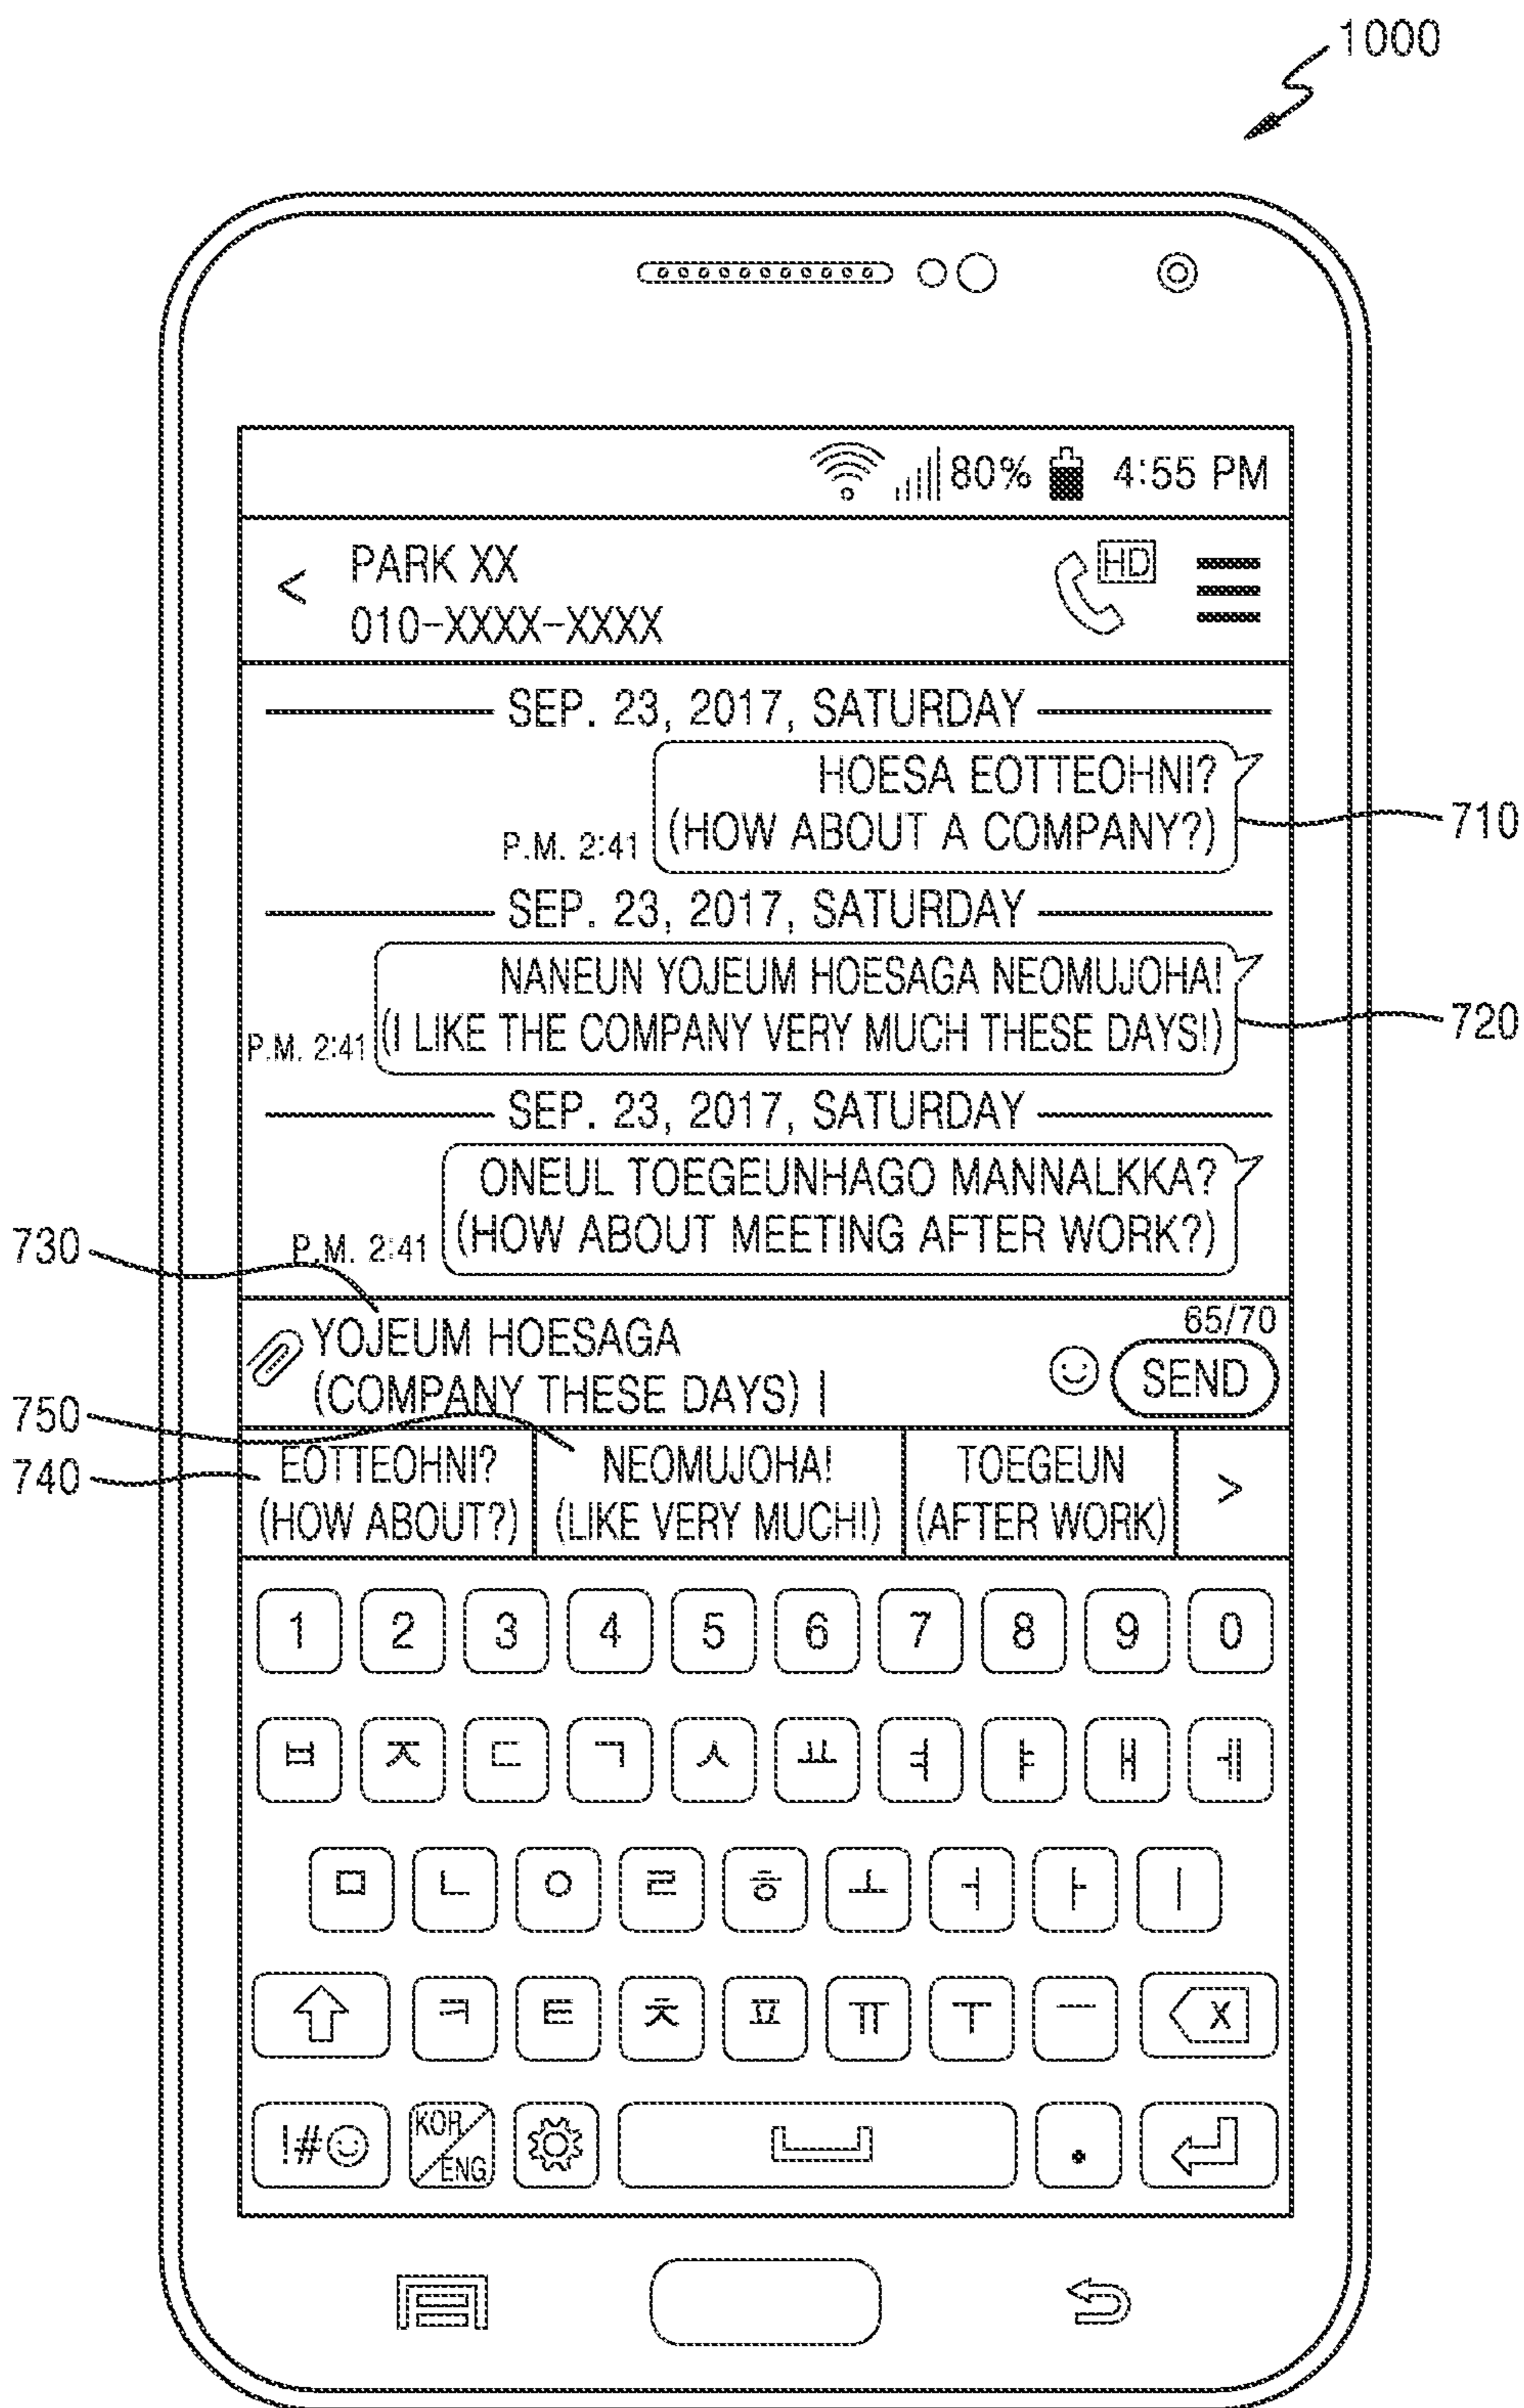 1000
80% 4:55 PM
< PARK XX
010-XXXX-XXXX
HD
SEP. 23, 2017, SATURDAY
HOESA EOTTEOHNI?
(HOW ABOUT A COMPANY?)
P.M. 2:41
710
SEP. 23, 2017, SATURDAY
NANEUN YOJEUM HOESAGA NEOMUJOHA!
(I LIKE THE COMPANY VERY MUCH THESE DAYS!)
P.M. 2:41
720
SEP. 23, 2017, SATURDAY
ONEUL TOEGEUNHAGO MANNALKKA?
(HOW ABOUT MEETING AFTER WORK?)
P.M. 2:41
730
YOJEUM HOESAGA
(COMPANY THESE DAYS)
65/70
SEND
750
740
EOTTEOHNI?
(HOW ABOUT?)
NEOMUJOHA!
(LIKE VERY MUCH!)
TOEGEUN
(AFTER WORK)
>
1 2 3 4 5 6 7 8 9 0
ㅂ ㅈ ㄷ ㄱ ㅅ ㅛ ㅕ ㅑ ㅐ ㅔ
ㅁ ㄴ ㅇ ㄹ ㅎ ㅗ ㅓ ㅏ ㅣ
ㅋ ㅌ ㅊ ㅍ ㅠ ㅜ ㅡ X
!#☺ KOR/ENG .